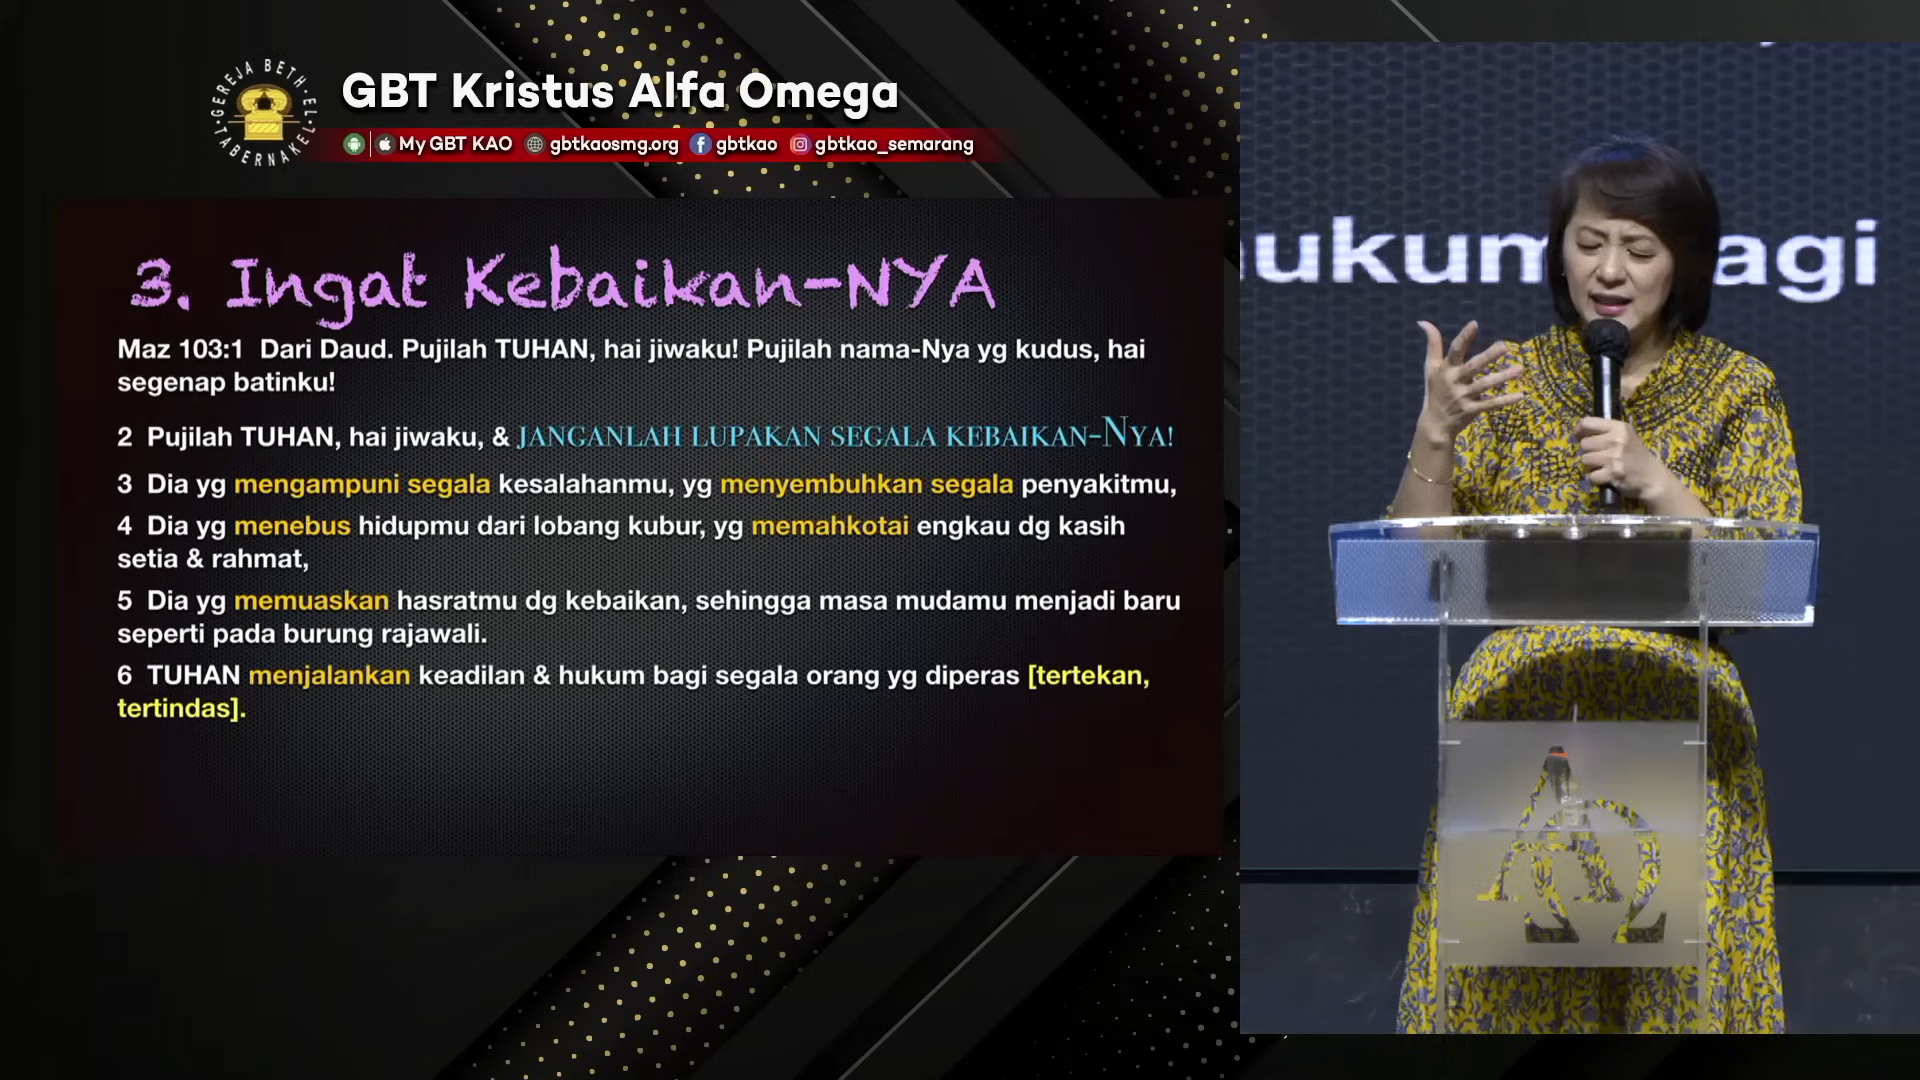 GEREJA BETH-EL TABERNAKEL
GBT Kristus Alfa Omega
My GBT KAO gbtkaosmg.org gbtkao gbtkao_semarang
3. Ingat Kebaikan-NYA
Maz 103:1 Dari Daud. Pujilah TUHAN, hai jiwaku! Pujilah nama-Nya yg kudus, hai
segenap batinku!
2 Pujilah TUHAN, hai jiwaku, & JANGANLAH LUPAKAN SEGALA KEBAIKAN-NYA!
3 Dia yg mengampuni segala kesalahanmu, yg menyembuhkan segala penyakitmu,
4 Dia yg menebus hidupmu dari lobang kubur, yg memahkotai engkau dg kasih
setia & rahmat,
5 Dia yg memuaskan hasratmu dg kebaikan, sehingga masa mudamu menjadi baru
seperti pada burung rajawali.
6 TUHAN menjalankan keadilan & hukum bagi segala orang yg diperas [tertekan,
tertindas].
ukum agi
ΑΩ